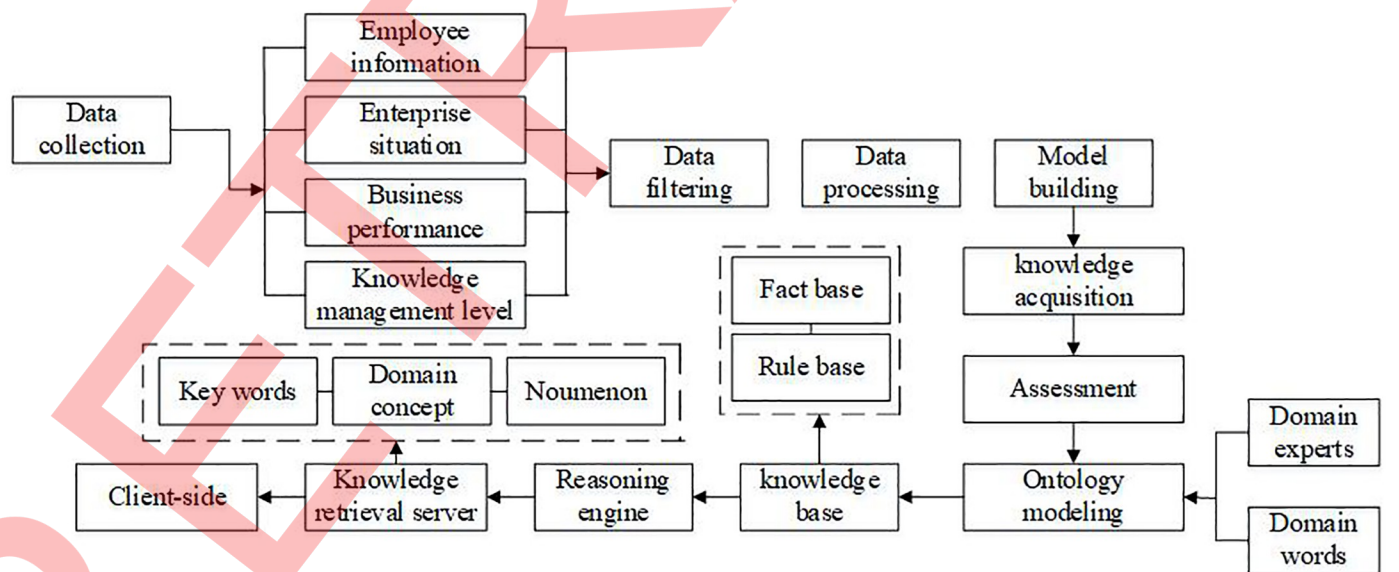 Employee
information
Data
collection
Enterprise
situation
Business
performance
Knowledge
management level
Data
filtering
Data
processing
Model
building
knowledge
acquisition
Fact base
Rule base
Assessment
Key words
Domain
concept
Noumenon
Domain
experts
Client-side
Knowledge
retrieval server
Reasoning
engine
knowledge
base
Ontology
modeling
Domain
words